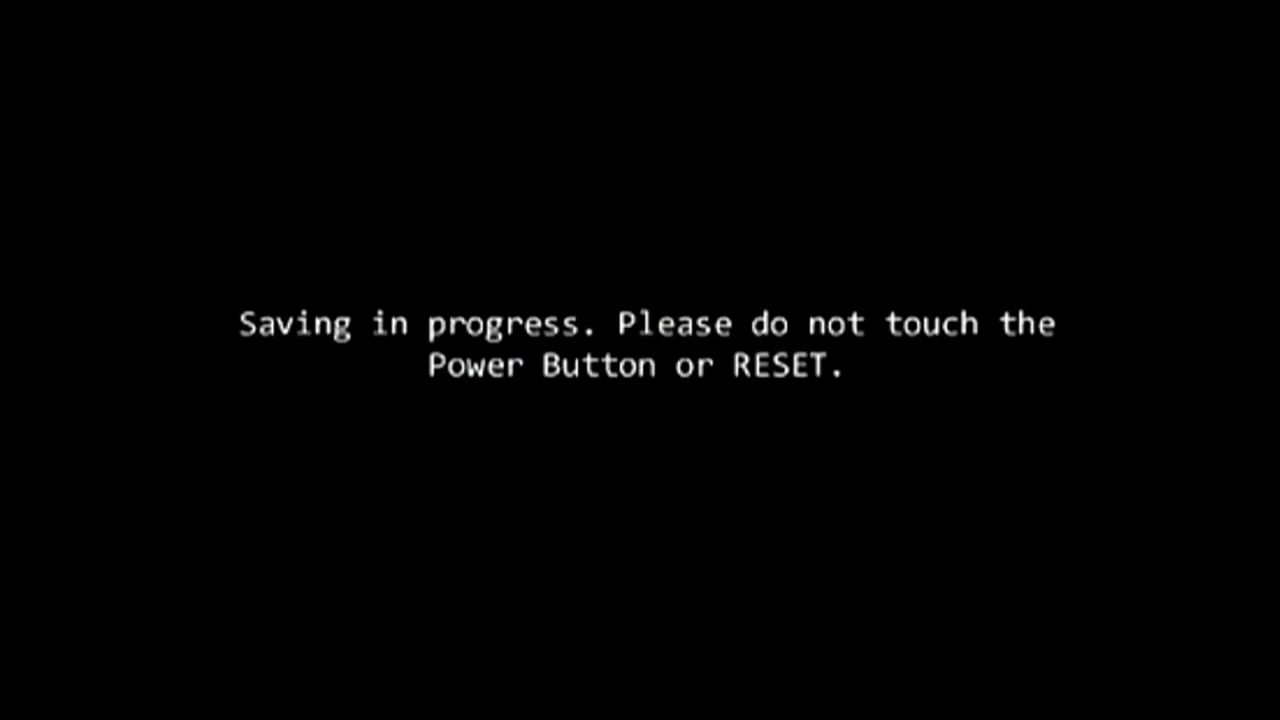 Saving in progress. Please do not touch the
Power Button or RESET.